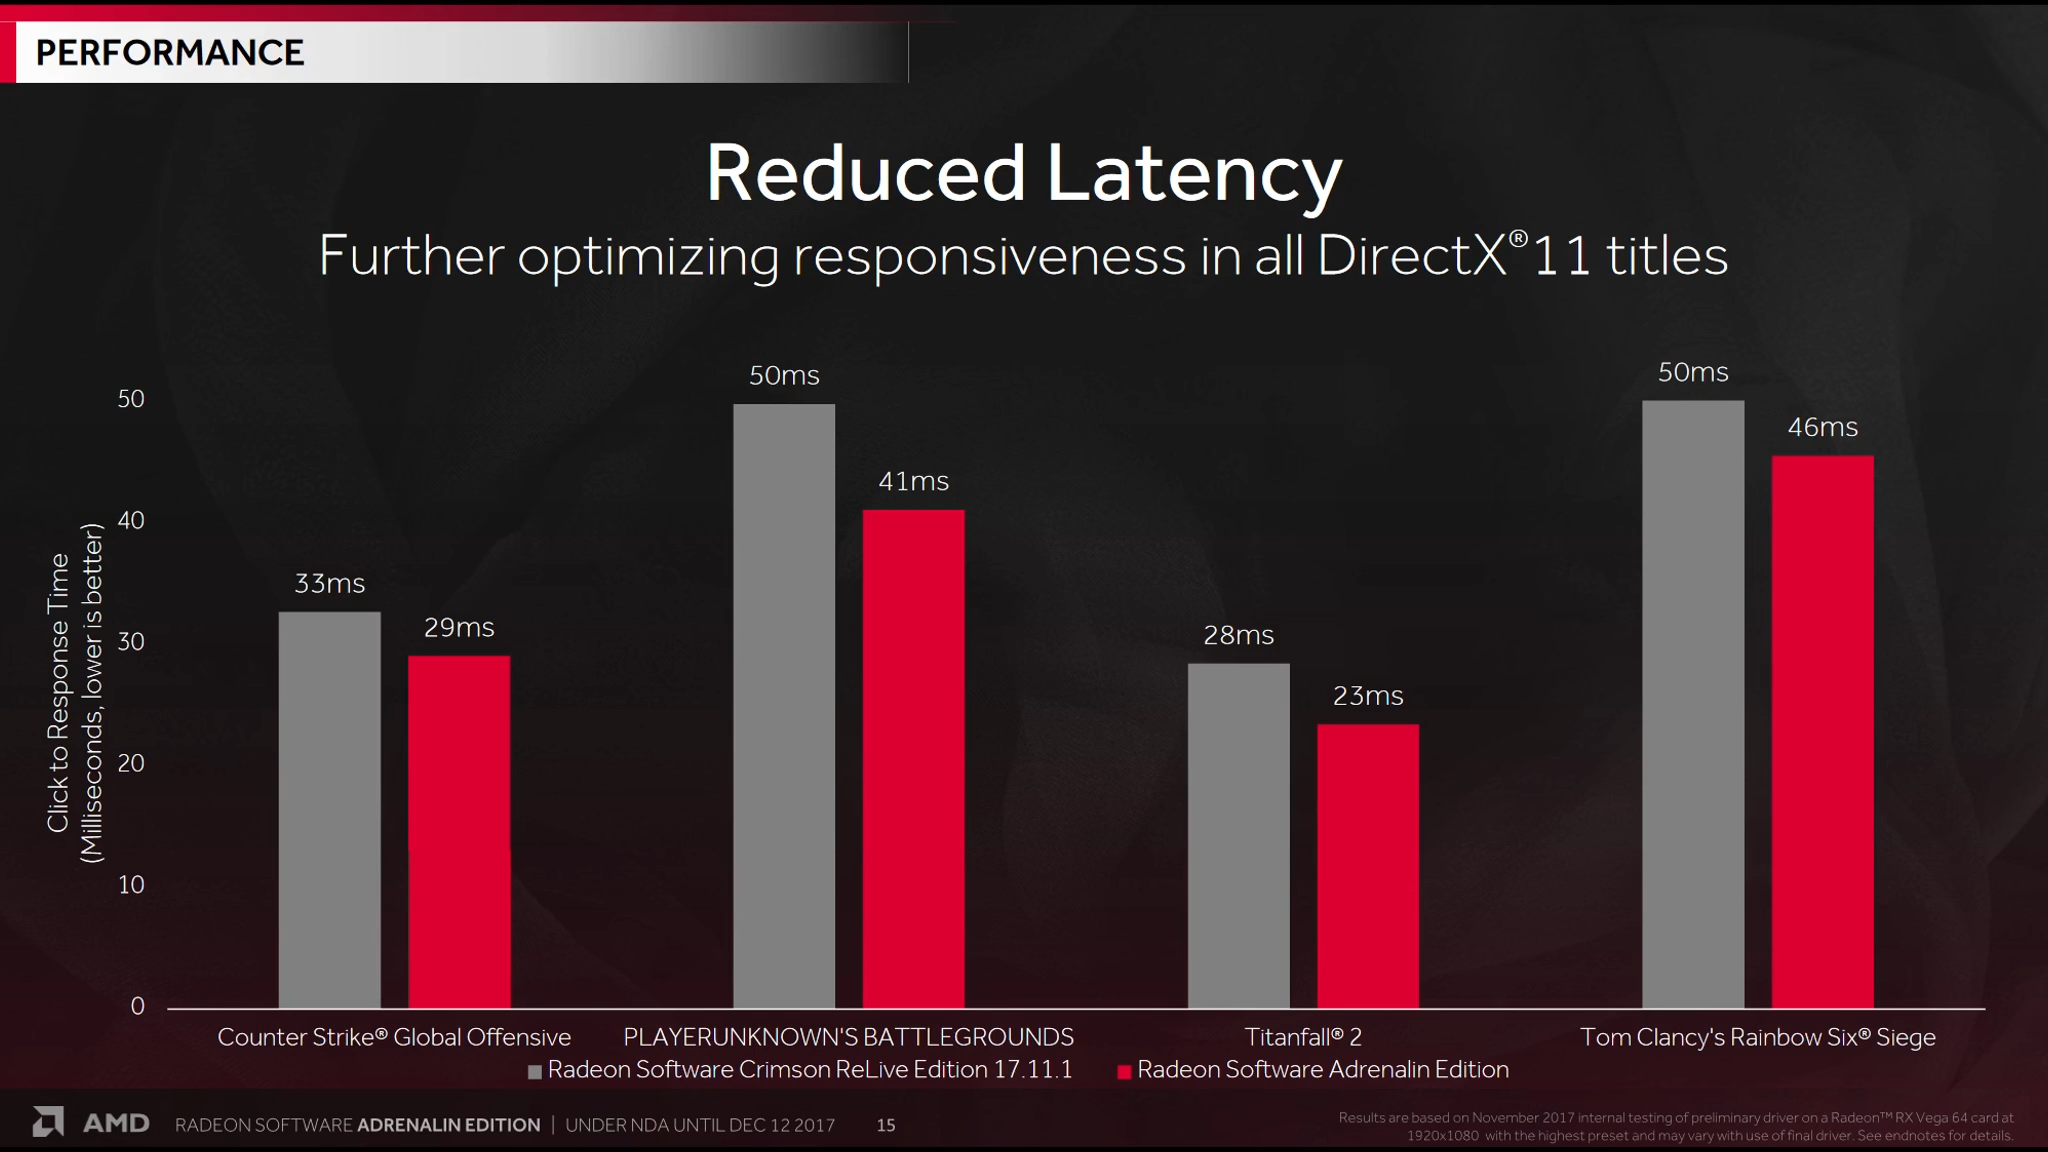 PERFORMANCE
Reduced Latency
Further optimizing responsiveness in all DirectX®11 titles
Click to Response Time
(Milliseconds, lower is better)
50
40
30
20
10
0
33ms
29ms
50ms
41ms
28ms
23ms
50ms
46ms
Counter Strike® Global Offensive
PLAYERUNKNOWN'S BATTLEGROUNDS
Titanfall® 2
Tom Clancy's Rainbow Six® Siege
Radeon Software Crimson ReLive Edition 17.11.1
Radeon Software Adrenalin Edition
AMD
RADEON SOFTWARE ADRENALIN EDITION | UNDER NDA UNTIL DEC 12 2017 15
Results are based on November 2017 internal testing of preliminary driver on a Radeon™ RX Vega 64 card at
1920x1080 with the highest preset and may vary with use of final driver. See endnotes for details.